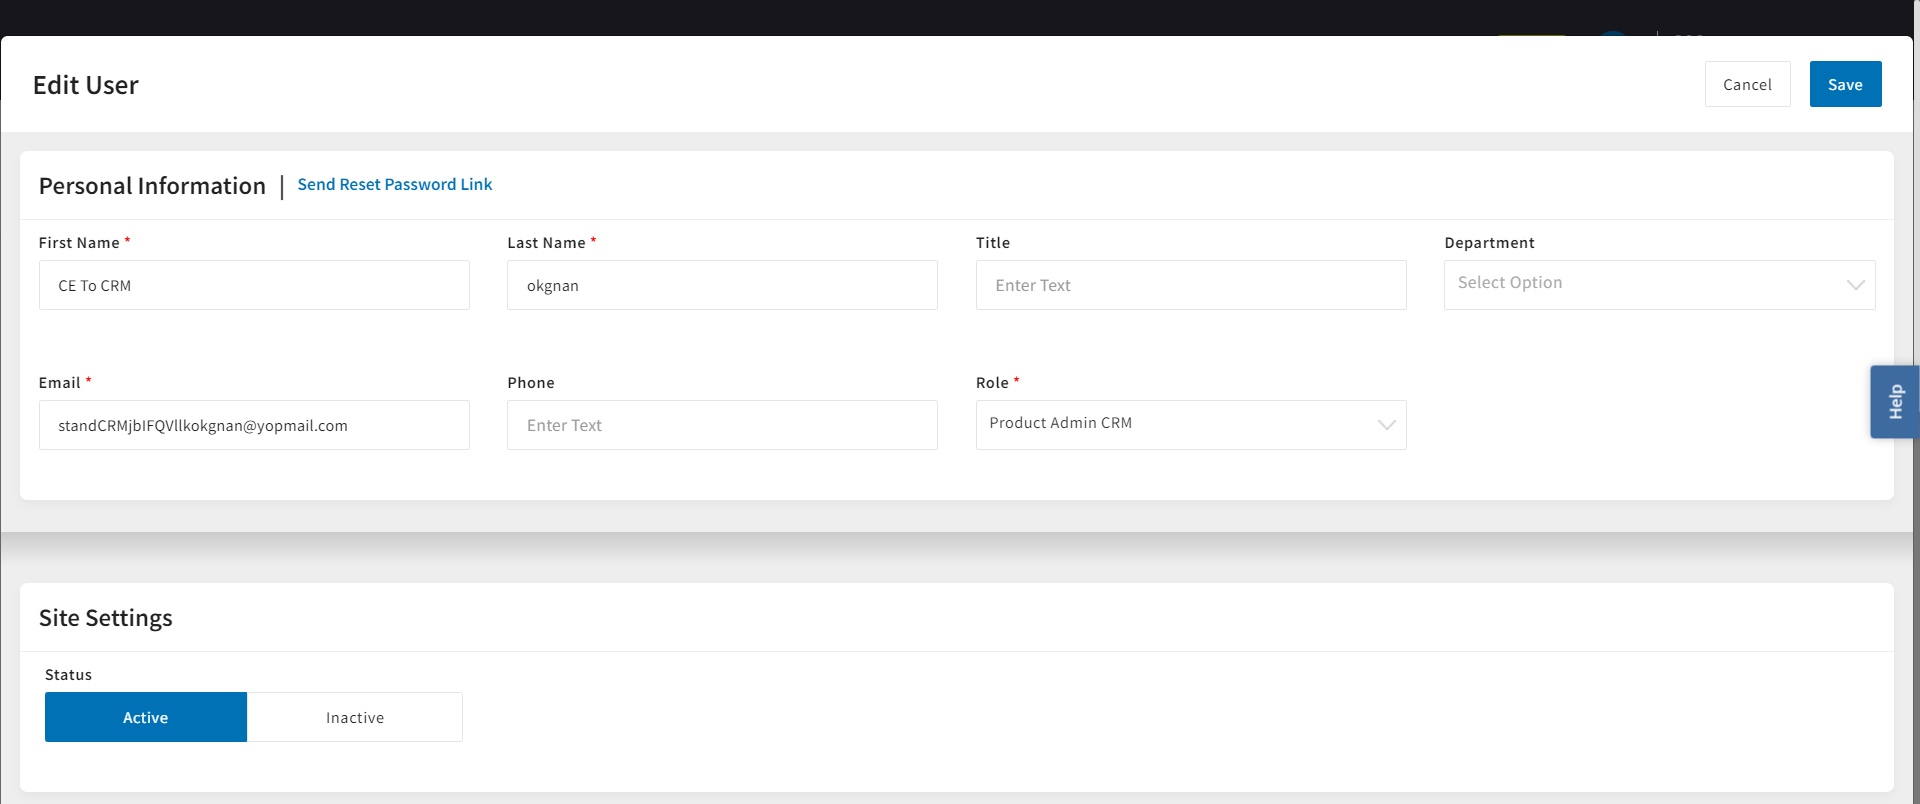 Edit User
Cancel
Save
Personal Information | Send Reset Password Link
First Name *
Last Name *
Title
Department
CE To CRM
okgnan
Enter Text
Select Option
Email *
Phone
Role *
standCRMjbIFQVllkokgnan@yopmail.com
Enter Text
Product Admin CRM
Help
Site Settings
Status
Active
Inactive